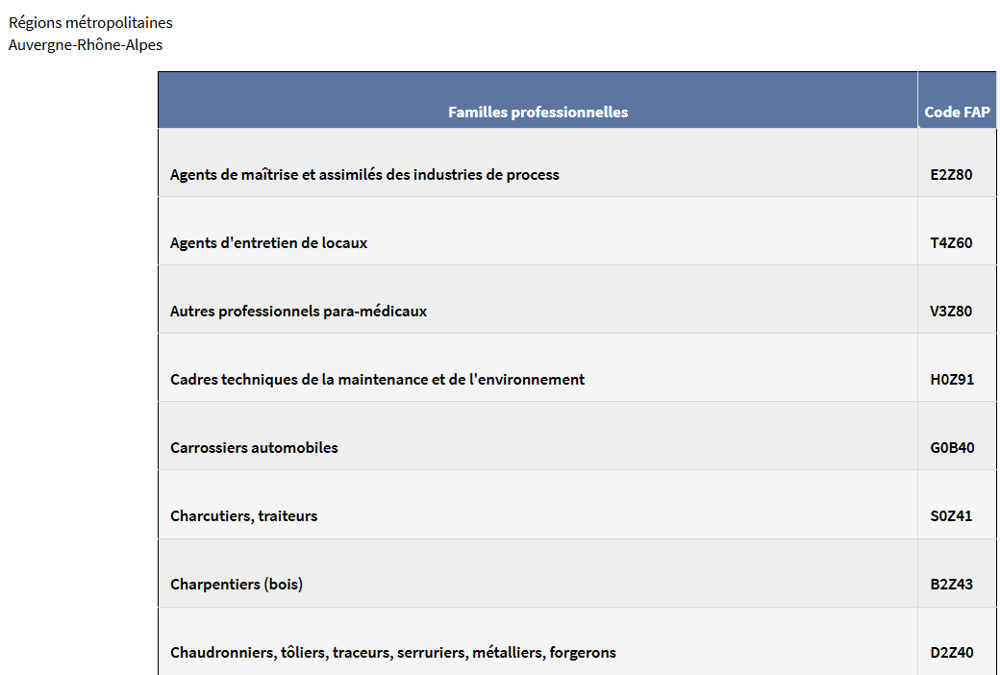 Régions métropolitaines
Auvergne-Rhône-Alpes
Familles professionnelles Code FAP
Agents de maîtrise et assimilés des industries de process E2Z80
Agents d'entretien de locaux T4Z60
Autres professionnels para-médicaux V3Z80
Cadres techniques de la maintenance et de l'environnement H0Z91
Carrossiers automobiles G0B40
Charcutiers, traiteurs S0Z41
Charpentiers (bois) B2Z43
Chaudronniers, tôliers, traceurs, serruriers, métalliers, forgerons D2Z40